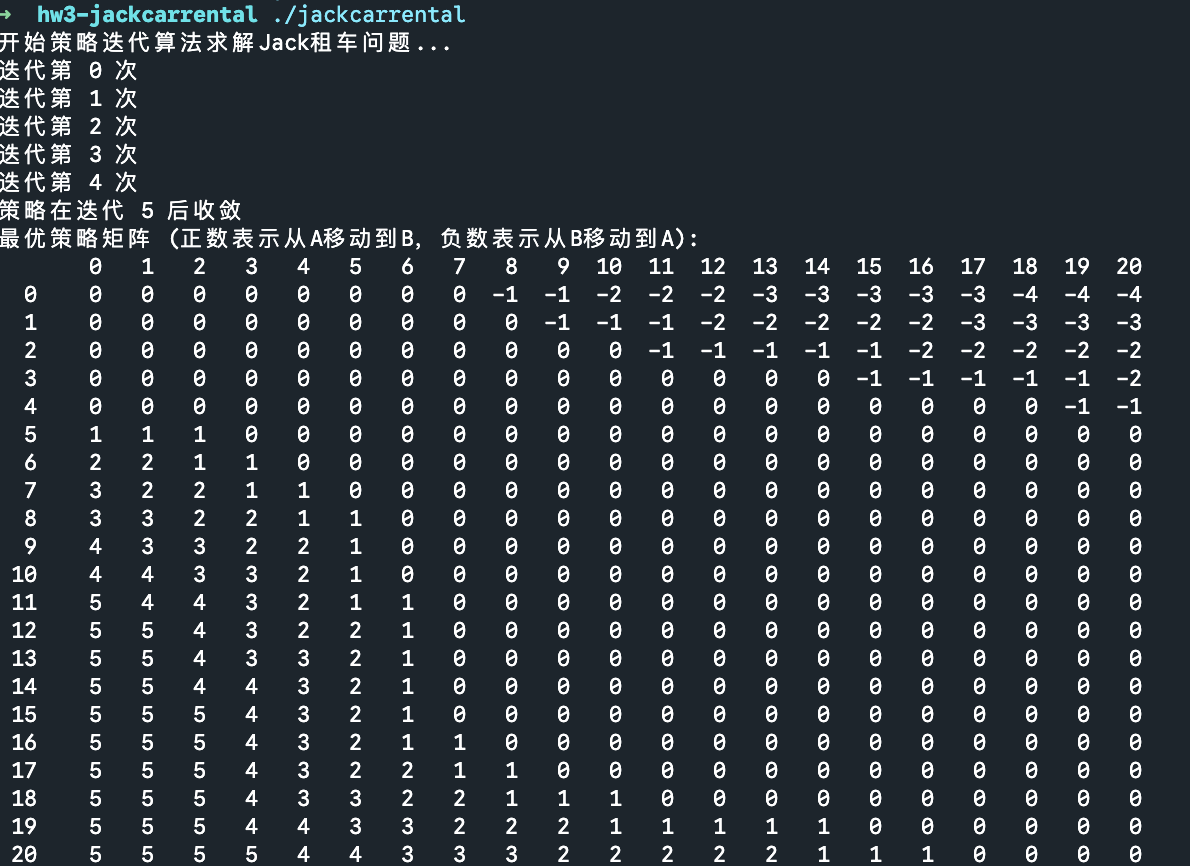 → hw3-jackcarrental ./jackcarrental
开始策略迭代算法求解Jack租车问题...
迭代第 0 次
迭代第 1 次
迭代第 2 次
迭代第 3 次
迭代第 4 次
策略在迭代 5 后收敛
最优策略矩阵 (正数表示从A移动到B, 负数表示从B移动到A):
0 1 2 3 4 5 6 7 8 9 10 11 12 13 14 15 16 17 18 19 20
0 0 0 0 0 0 0 0 0 -1 -1 -2 -2 -2 -3 -3 -3 -3 -3 -4 -4 -4
1 0 0 0 0 0 0 0 0 0 -1 -1 -1 -2 -2 -2 -2 -2 -3 -3 -3 -3
2 0 0 0 0 0 0 0 0 0 0 0 -1 -1 -1 -1 -1 -2 -2 -2 -2 -2
3 0 0 0 0 0 0 0 0 0 0 0 0 0 0 0 -1 -1 -1 -1 -1 -2
4 0 0 0 0 0 0 0 0 0 0 0 0 0 0 0 0 0 0 0 -1 -1
5 1 1 1 0 0 0 0 0 0 0 0 0 0 0 0 0 0 0 0 0 0
6 2 2 1 1 0 0 0 0 0 0 0 0 0 0 0 0 0 0 0 0 0
7 3 2 2 1 1 0 0 0 0 0 0 0 0 0 0 0 0 0 0 0 0
8 3 3 2 2 1 1 0 0 0 0 0 0 0 0 0 0 0 0 0 0 0
9 4 3 3 2 2 1 0 0 0 0 0 0 0 0 0 0 0 0 0 0 0
10 4 4 3 3 2 1 0 0 0 0 0 0 0 0 0 0 0 0 0 0 0
11 5 4 4 3 2 1 1 0 0 0 0 0 0 0 0 0 0 0 0 0 0
12 5 5 4 3 2 2 1 0 0 0 0 0 0 0 0 0 0 0 0 0 0
13 5 5 4 3 3 2 1 0 0 0 0 0 0 0 0 0 0 0 0 0 0
14 5 5 4 4 3 2 1 0 0 0 0 0 0 0 0 0 0 0 0 0 0
15 5 5 5 4 3 2 1 0 0 0 0 0 0 0 0 0 0 0 0 0 0
16 5 5 5 4 3 2 1 1 0 0 0 0 0 0 0 0 0 0 0 0 0
17 5 5 5 4 3 2 2 1 1 0 0 0 0 0 0 0 0 0 0 0 0
18 5 5 5 4 3 3 2 2 1 1 1 0 0 0 0 0 0 0 0 0 0
19 5 5 5 4 4 3 3 2 2 2 1 1 1 1 1 0 0 0 0 0 0
20 5 5 5 5 4 4 3 3 3 2 2 2 2 2 1 1 1 0 0 0 0